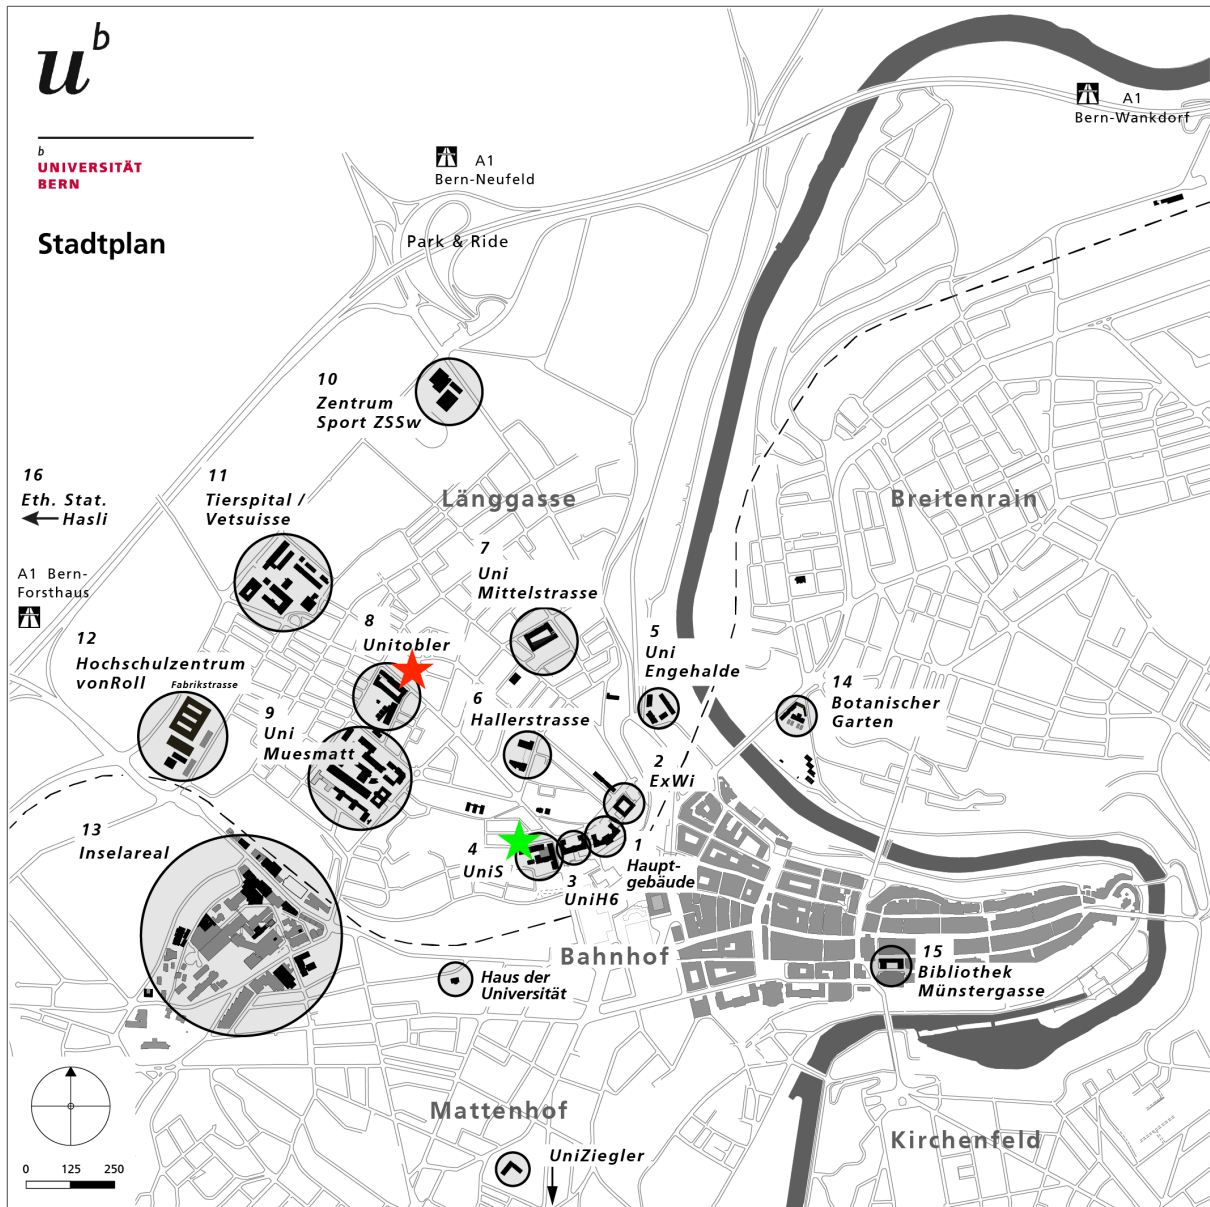 u
b
b
UNIVERSITÄT
BERN
Stadtplan
A1
Bern-Neufeld
A1
Bern-Wankdorf
Park & Ride
10
Zentrum
Sport ZSSw
16
Eth. Stat.
Hasli
11
Tierspital /
Vetsuisse
Länggasse
Breitenrain
A1 Bern-
Forsthaus
7
Uni
Mittelstrasse
12
Hochschulzentrum
vonRoll
Fabrikstrasse
8
Unitobler
5
Uni
Engehalde
14
Botanischer
Garten
9
Uni
Muesmatt
6
Hallerstrasse
2
ExWi
13
Inselareal
4
UniS
3
UniH6
1
Haupt-
gebäude
Bahnhof
15
Bibliothek
Münstergasse
Haus der
Universität
Mattenhof
Kirchenfeld
UniZiegler
0 125 250